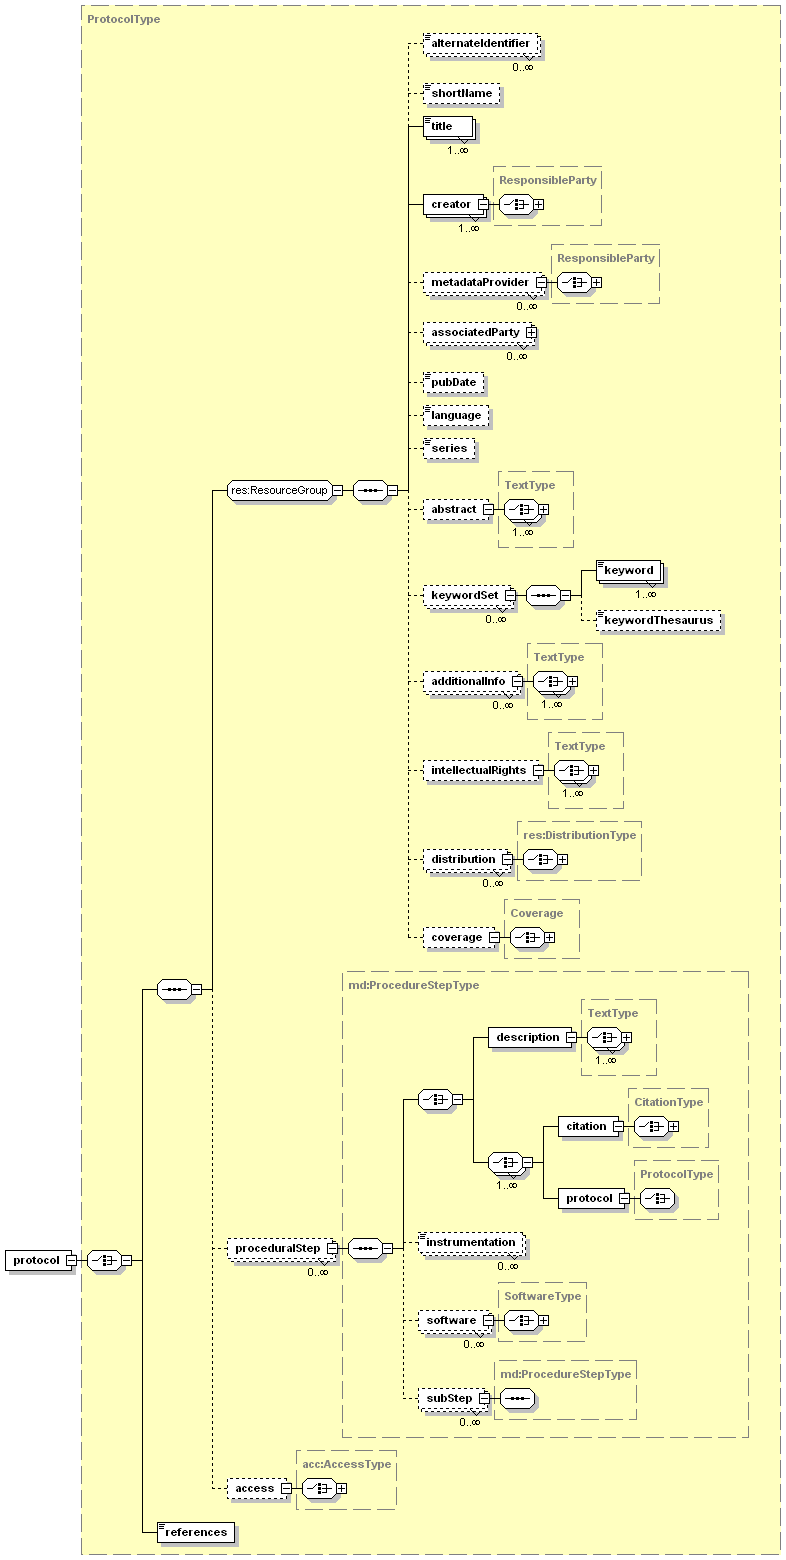 ProtocolType
alternateIdentifier
0..∞
shortName
title
1..∞
ResponsibleParty
creator
1..∞
ResponsibleParty
metadataProvider
0..∞
associatedParty
0..∞
pubDate
language
series
res:ResourceGroup
TextType
abstract
1..∞
keyword
1..∞
keywordSet
0..∞
keywordThesaurus
TextType
additionalInfo
0..∞ 1..∞
TextType
intellectualRights
1..∞
res:DistributionType
distribution
0..∞
Coverage
coverage
md:ProcedureStepType
TextType
description
1..∞
CitationType
citation
1..∞
ProtocolType
protocol
instrumentation
0..∞
proceduralStep
0..∞
protocol
SoftwareType
software
0..∞
md:ProcedureStepType
subStep
0..∞
acc:AccessType
access
references